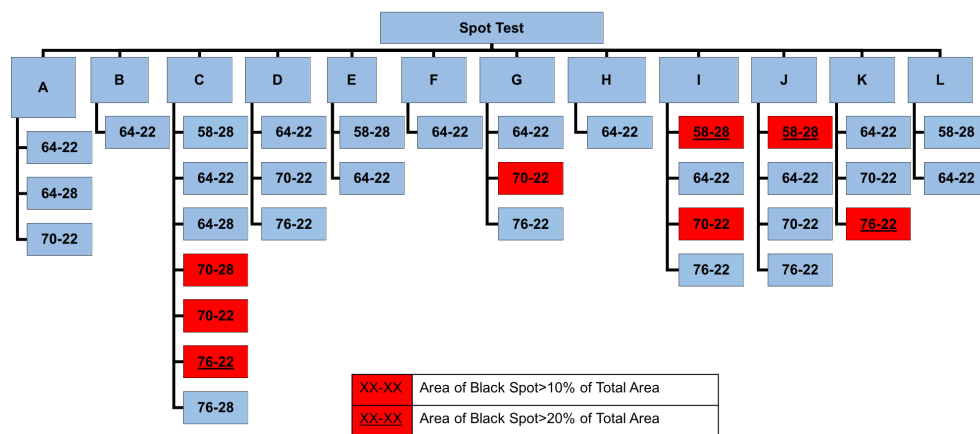 Spot Test
A B C D E F G H I J K L
64-22 58-28 64-22 58-28 64-22 64-22 64-22 58-28 58-28 64-22 58-28
64-22
64-22 70-22 64-22 70-22 64-22 64-22 70-22 64-22
64-28
64-28 76-22 76-22 70-22 70-22 76-22
70-22
70-28 76-22 76-22
70-22
76-22
76-28
XX-XX Area of Black Spot>10% of Total Area
XX-XX Area of Black Spot>20% of Total Area